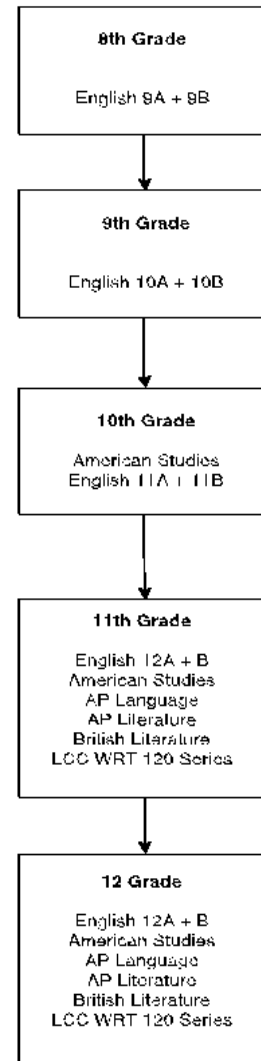 8th Grade
English 9A + 9B
9th Grade
English 10A + 10B
10th Grade
American Studies
English 11A + 11B
11th Grade
English 12A + B
American Studies
AP Language
AP Literature
British Literature
LCC WRT 120 Series
12 Grade
English 12A + B
American Studies
AP Language
AP Literature
British Literature
LCC WRT 120 Series